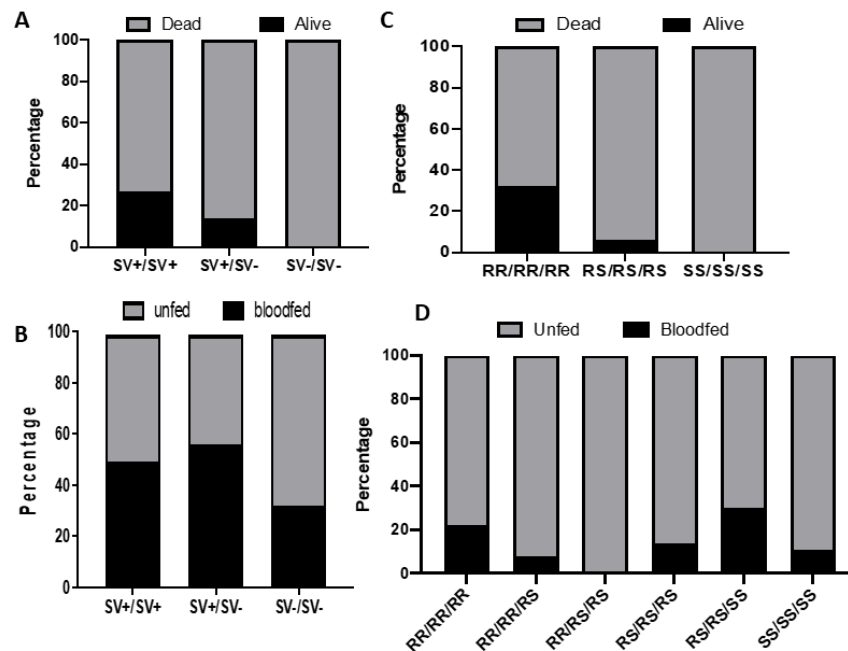 A
Dead Alive
100
80
60
40
20
0
Percentage
SV+/SV+ SV+/SV- SV-/SV-
B
unfed bloodfed
100
80
60
40
20
0
Percentage
SV+/SV+ SV+/SV- SV-/SV-
C
Dead Alive
100
80
60
40
20
0
Percentage
RR/RR/RR RS/RS/RS SS/SS/SS
D
Unfed Bloodfed
100
80
60
40
20
0
Percentage
RR/RR/RR RR/RR/RS RR/RS/RS RS/RS/RS RS/RS/SS SS/SS/SS